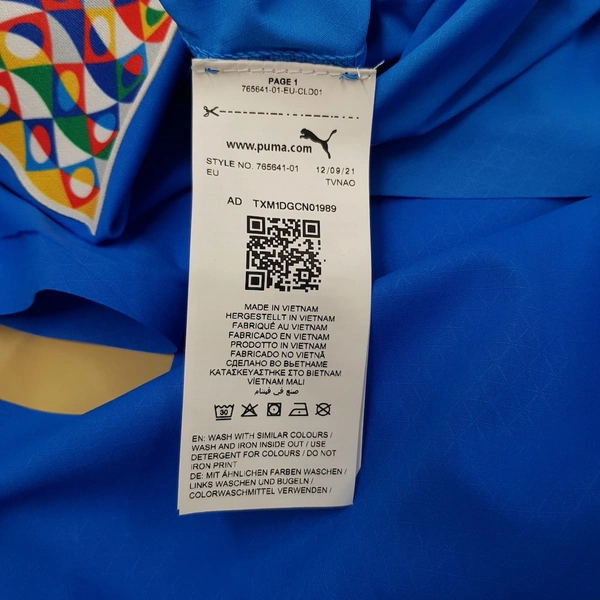 PAGE 1
765641-01-EU-CLD01
www.puma.com
STYLE NO. 765641-01 12/09/21
EU TVNAO
AD TXM1DGCN01989
MADE IN VIETNAM
HERGESTELLT IN VIETNAM
FABRIQUÉ AU VIETNAM
FABRICADO EN VIETNAM
PRODOTTO IN VIETNAM
FABRICADO NO VIETNÃ
СДЕЛАНО ВО ВЬЕТНАМЕ
ΚΑΤΑΣΚΕΥΑΣΤΗΚΕ ΣΤΟ ΒΙΕΤΝΑΜ
VİETNAM MALI
صنع في فيتنام
30
EN: WASH WITH SIMILAR COLOURS /
WASH AND IRON INSIDE OUT / USE
DETERGENT FOR COLOURS / DO NOT
IRON PRINT
DE: MIT ÄHNLICHEN FARBEN WASCHEN /
LINKS WASCHEN UND BÜGELN /
COLORWASCHMITTEL VERWENDEN /